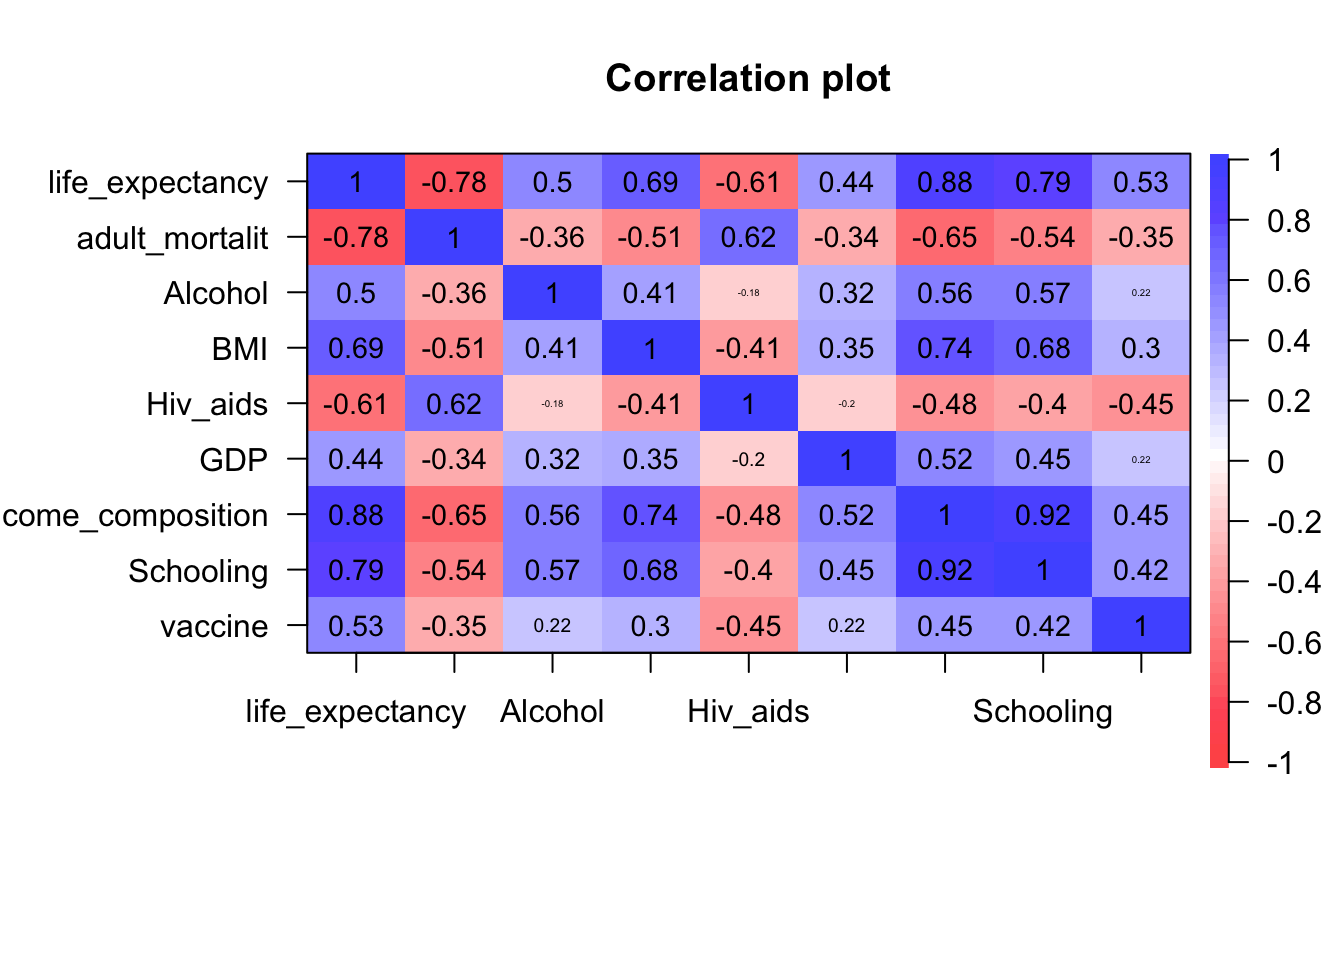 Correlation plot
life_expectancy 1 -0.78 0.5 0.69 -0.61 0.44 0.88 0.79 0.53
adult_mortalit -0.78 1 -0.36 -0.51 0.62 -0.34 -0.65 -0.54 -0.35
Alcohol 0.5 -0.36 1 0.41 -0.18 0.32 0.56 0.57 0.22
BMI 0.69 -0.51 0.41 1 -0.41 0.35 0.74 0.68 0.3
Hiv_aids -0.61 0.62 -0.18 -0.41 1 -0.2 -0.48 -0.4 -0.45
GDP 0.44 -0.34 0.32 0.35 -0.2 1 0.52 0.45 0.22
come_composition 0.88 -0.65 0.56 0.74 -0.48 0.52 1 0.92 0.45
Schooling 0.79 -0.54 0.57 0.68 -0.4 0.45 0.92 1 0.42
vaccine 0.53 -0.35 0.22 0.3 -0.45 0.22 0.45 0.42 1
life_expectancy Alcohol Hiv_aids Schooling
1
0.8
0.6
0.4
0.2
0
-0.2
-0.4
-0.6
-0.8
-1